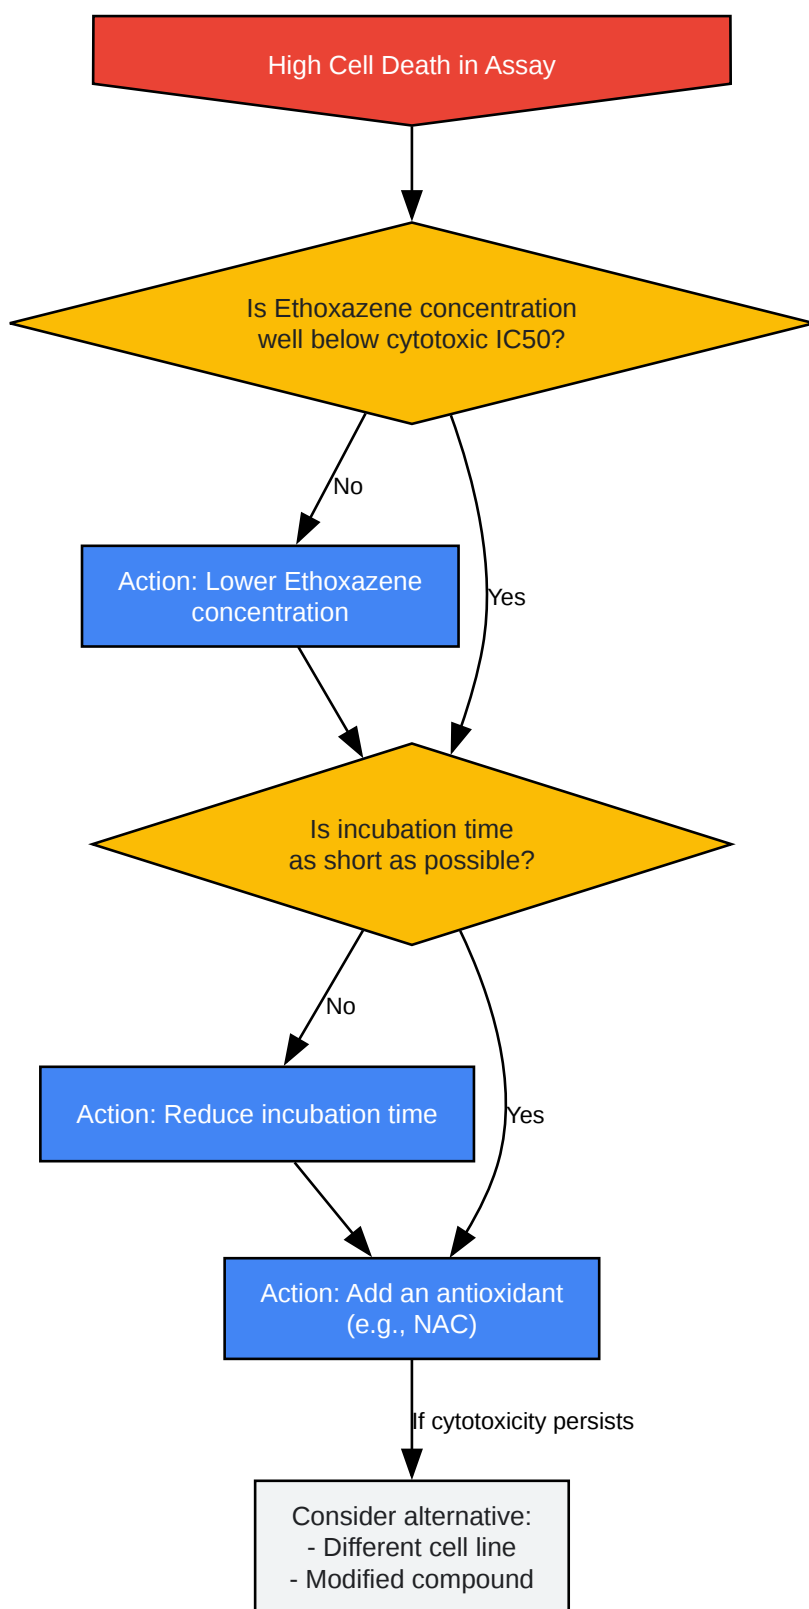 High Cell Death in Assay
Is Ethoxazene concentration
well below cytotoxic IC50?
No
Action: Lower Ethoxazene
concentration
Yes
Is incubation time
as short as possible?
No
Action: Reduce incubation time
Yes
Action: Add an antioxidant
(e.g., NAC)
If cytotoxicity persists
Consider alternative:
- Different cell line
- Modified compound